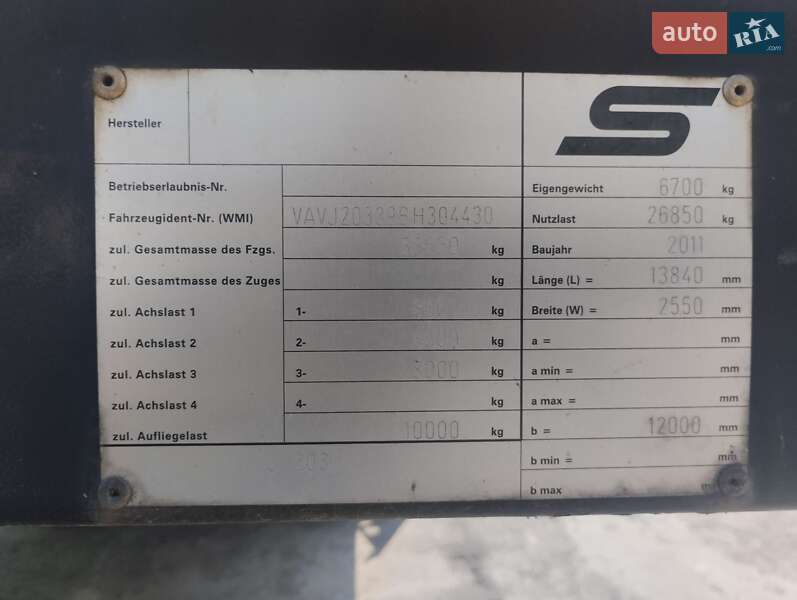 auto RIA.com
Hersteller
S
Betriebserlaubnis-Nr.
Fahrzeugident-Nr. (WMI)
zul. Gesamtmasse des Fzgs. kg
zul. Gesamtmasse des Zuges kg
zul. Achslast 1 1- kg
zul. Achslast 2 2- kg
zul. Achslast 3 3- kg
zul. Achslast 4 4- kg
zul. Aufliegelast 10000 kg
Eigengewicht 6700 kg
Nutzlast 26850 kg
Baujahr 2011
Länge (L) = 13840 mm
Breite (W) = 2550 mm
a = mm
a min = mm
a max = mm
b = 12000 mm
b min = mm
b max